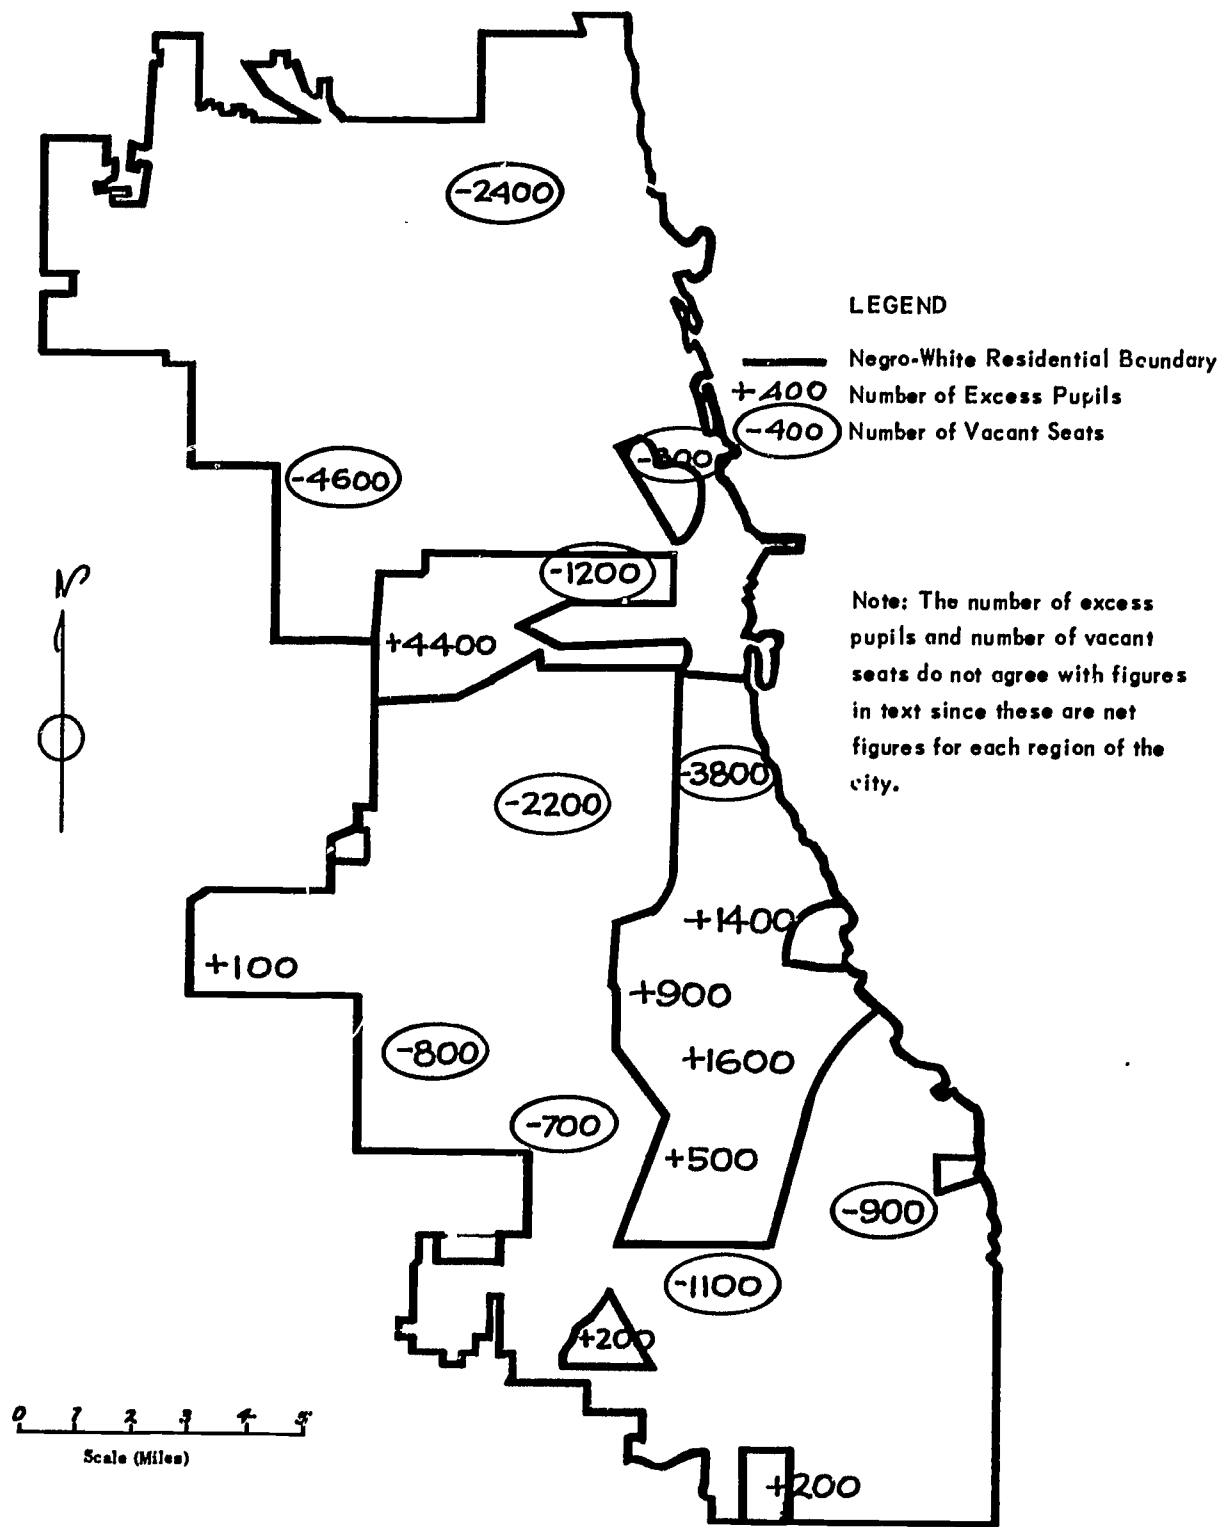 -2400
LEGEND
Negro-White Residential Boundary
+400 Number of Excess Pupils
-400 Number of Vacant Seats
-4600
-1200
N
+4400
Note: The number of excess
pupils and number of vacant
seats do not agree with figures
in text since these are net
figures for each region of the
city.
-3800
-2200
+1400
+100
+900
-800
+1600
-700
+500
-900
-1100
+200
0 1 2 3 4 5
Scale (Miles)
+200